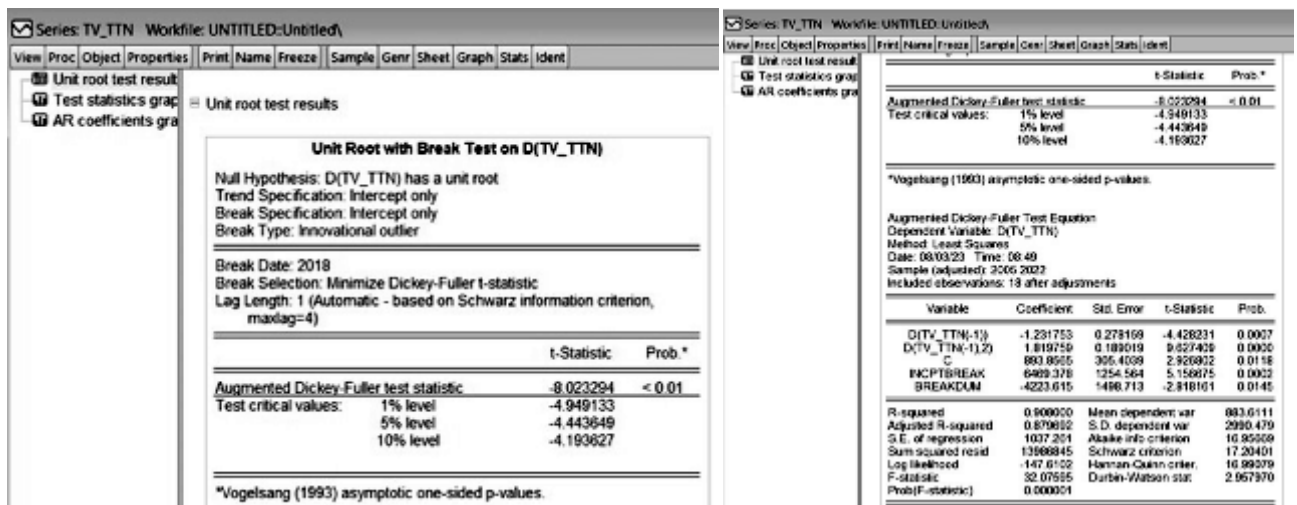 Series: TV_TTN Workfile: UNTITLED::Untitled\
View Proc Object Properties Print Name Freeze Sample Genr Sheet Graph Stats Ident
Unit root test result
Test statistics grap
AR coefficients gra
Unit root test results
Unit Root with Break Test on D(TV_TTN)
Null Hypothesis: D(TV_TTN) has a unit root
Trend Specification: Intercept only
Break Specification: Intercept only
Break Type: Innovational outlier
Break Date: 2018
Break Selection: Minimize Dickey-Fuller t-statistic
Lag Length: 1 (Automatic - based on Schwarz information criterion,
maxlag=4)
t-Statistic Prob.*
Augmented Dickey-Fuller test statistic -8.023294 < 0.01
Test critical values: 1% level -4.949133
5% level -4.443649
10% level -4.193627
*Vogelsang (1993) asymptotic one-sided p-values.
Series: TV_TTN Workfile: UNTITLED::Untitled\
View Proc Object Properties Print Name Freeze Sample Genr Sheet Graph Stats Ident
Unit root test result
Test statistics grap
AR coefficients gra
t-Statistic Prob.*
Augmented Dickey-Fuller test statistic -8.023294 < 0.01
Test critical values: 1% level -4.949133
5% level -4.443649
10% level -4.193627
*Vogelsang (1993) asymptotic one-sided p-values.
Augmented Dickey-Fuller Test Equation
Dependent Variable: D(TV_TTN)
Method: Least Squares
Date: 08/03/23 Time: 08:49
Sample (adjusted): 2005 2022
Included observations: 18 after adjustments
Variable Coefficient Std. Error t-Statistic Prob.
D(TV_TTN(-1)) -1.231753 0.278169 -4.428231 0.0007
D(TV_TTN(-1),2) 1.819759 0.189019 9.627409 0.0000
C 893.8565 305.4039 2.926802 0.0118
INCPTBREAK 6469.378 1254.564 5.156675 0.0002
BREAKDUM -4223.615 1498.713 -2.818161 0.0145
R-squared 0.908000 Mean dependent var 883.6111
Adjusted R-squared 0.879692 S.D. dependent var 2990.479
S.E. of regression 1037.261 Akaike info criterion 16.95669
Sum squared resid 13986845 Schwarz criterion 17.20401
Log likelihood -147.6102 Hannan-Quinn criter. 16.99079
F-statistic 32.07595 Durbin-Watson stat 2.957970
Prob(F-statistic) 0.000001